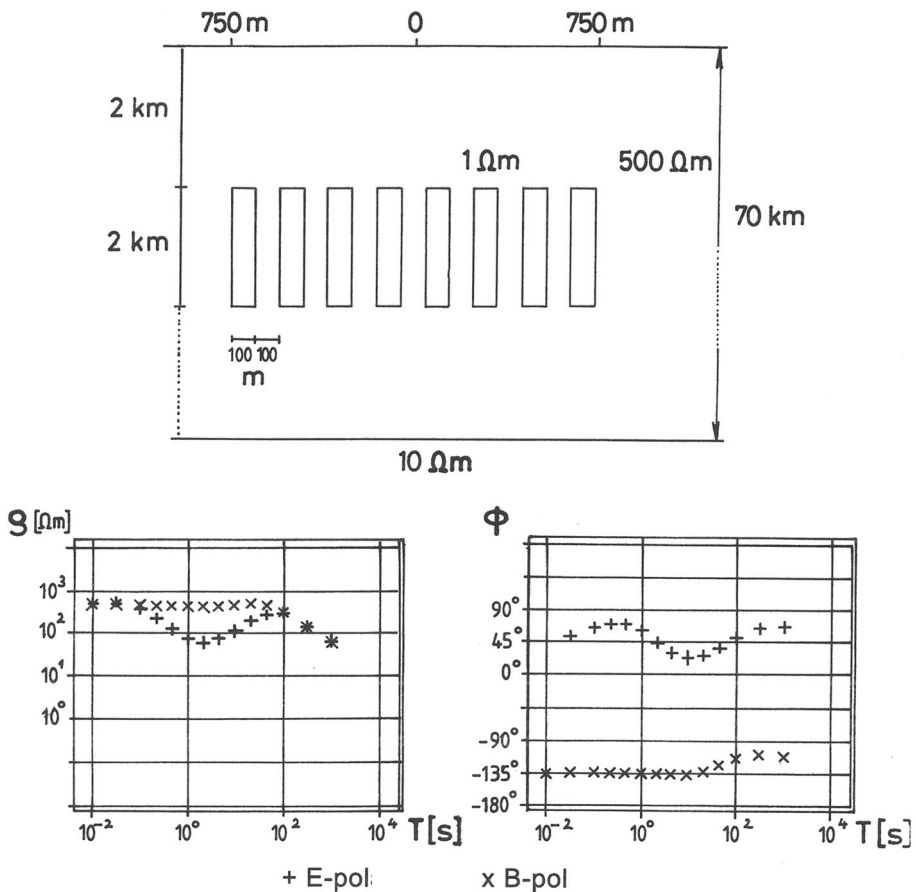 750 m 0 750 m
2 km
1 Ωm 500 Ωm
70 km
2 km
100 100
m
10 Ωm
ρ [Ωm] Φ
10³
10² 90°
10¹ 45°
10⁰ 0°
-90°
-135°
-180°
10⁻² 10⁰ 10² 10⁴ T[s] 10⁻² 10⁰ 10² 10⁴ T[s]
+ E-pol x B-pol